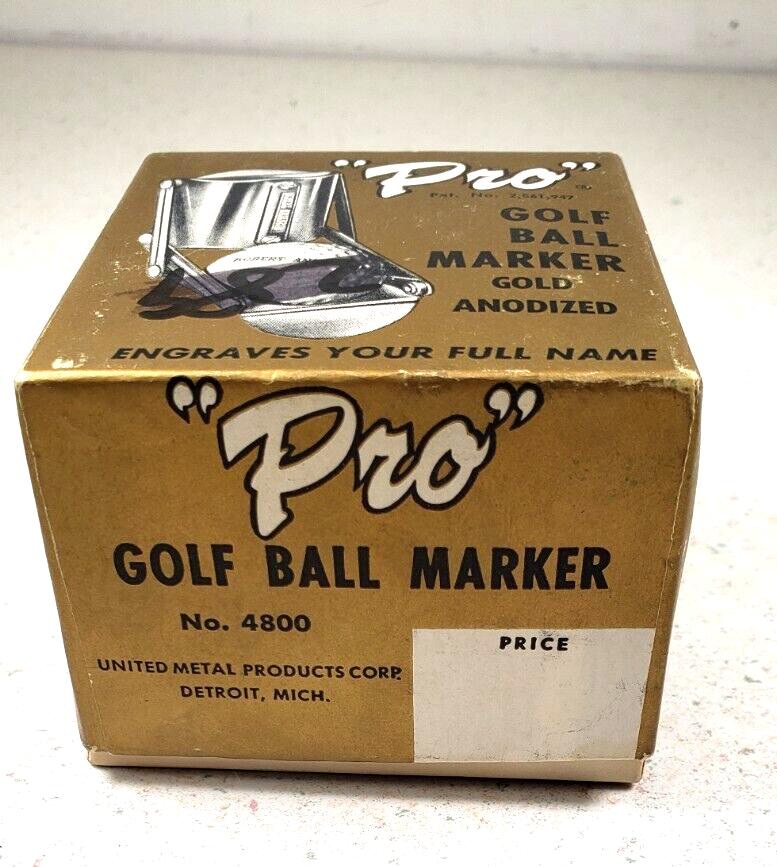 "Pro"
Pat. No. 2,561,947
GOLF
BALL
MARKER
GOLD
ANODIZED
ENGRAVES YOUR FULL NAME
"Pro"
GOLF BALL MARKER
No. 4800
PRICE
UNITED METAL PRODUCTS CORP.
DETROIT, MICH.